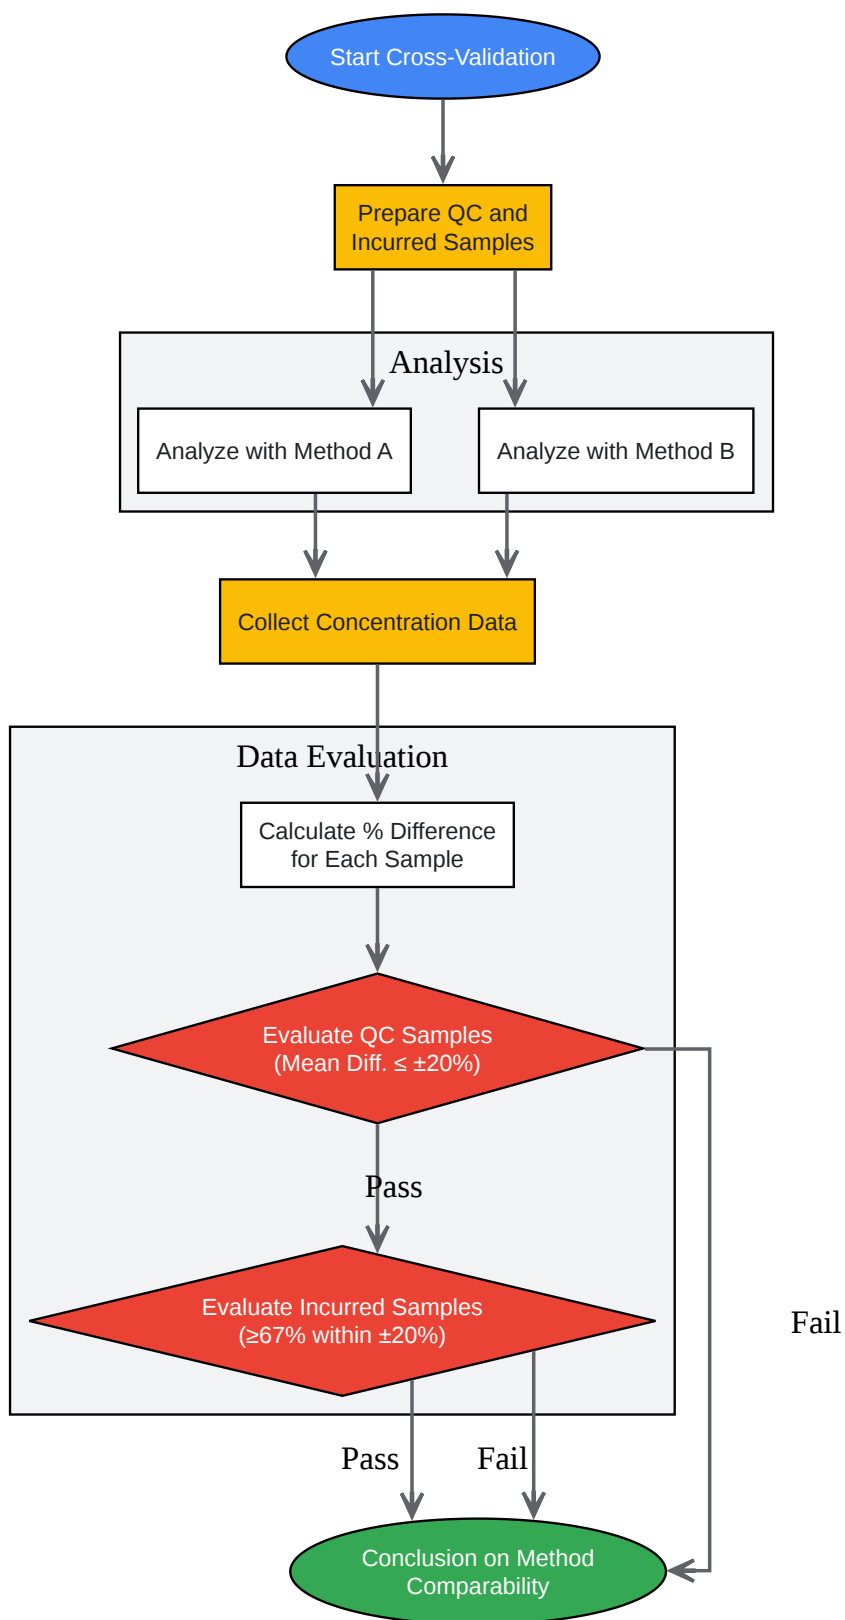 Start Cross-Validation
Prepare QC and
Incurred Samples
Analysis
Analyze with Method A
Analyze with Method B
Collect Concentration Data
Data Evaluation
Calculate % Difference
for Each Sample
Evaluate QC Samples
(Mean Diff. ≤ ±20%)
Pass
Evaluate Incurred Samples
(≥67% within ±20%)
Fail
Pass
Fail
Conclusion on Method
Comparability